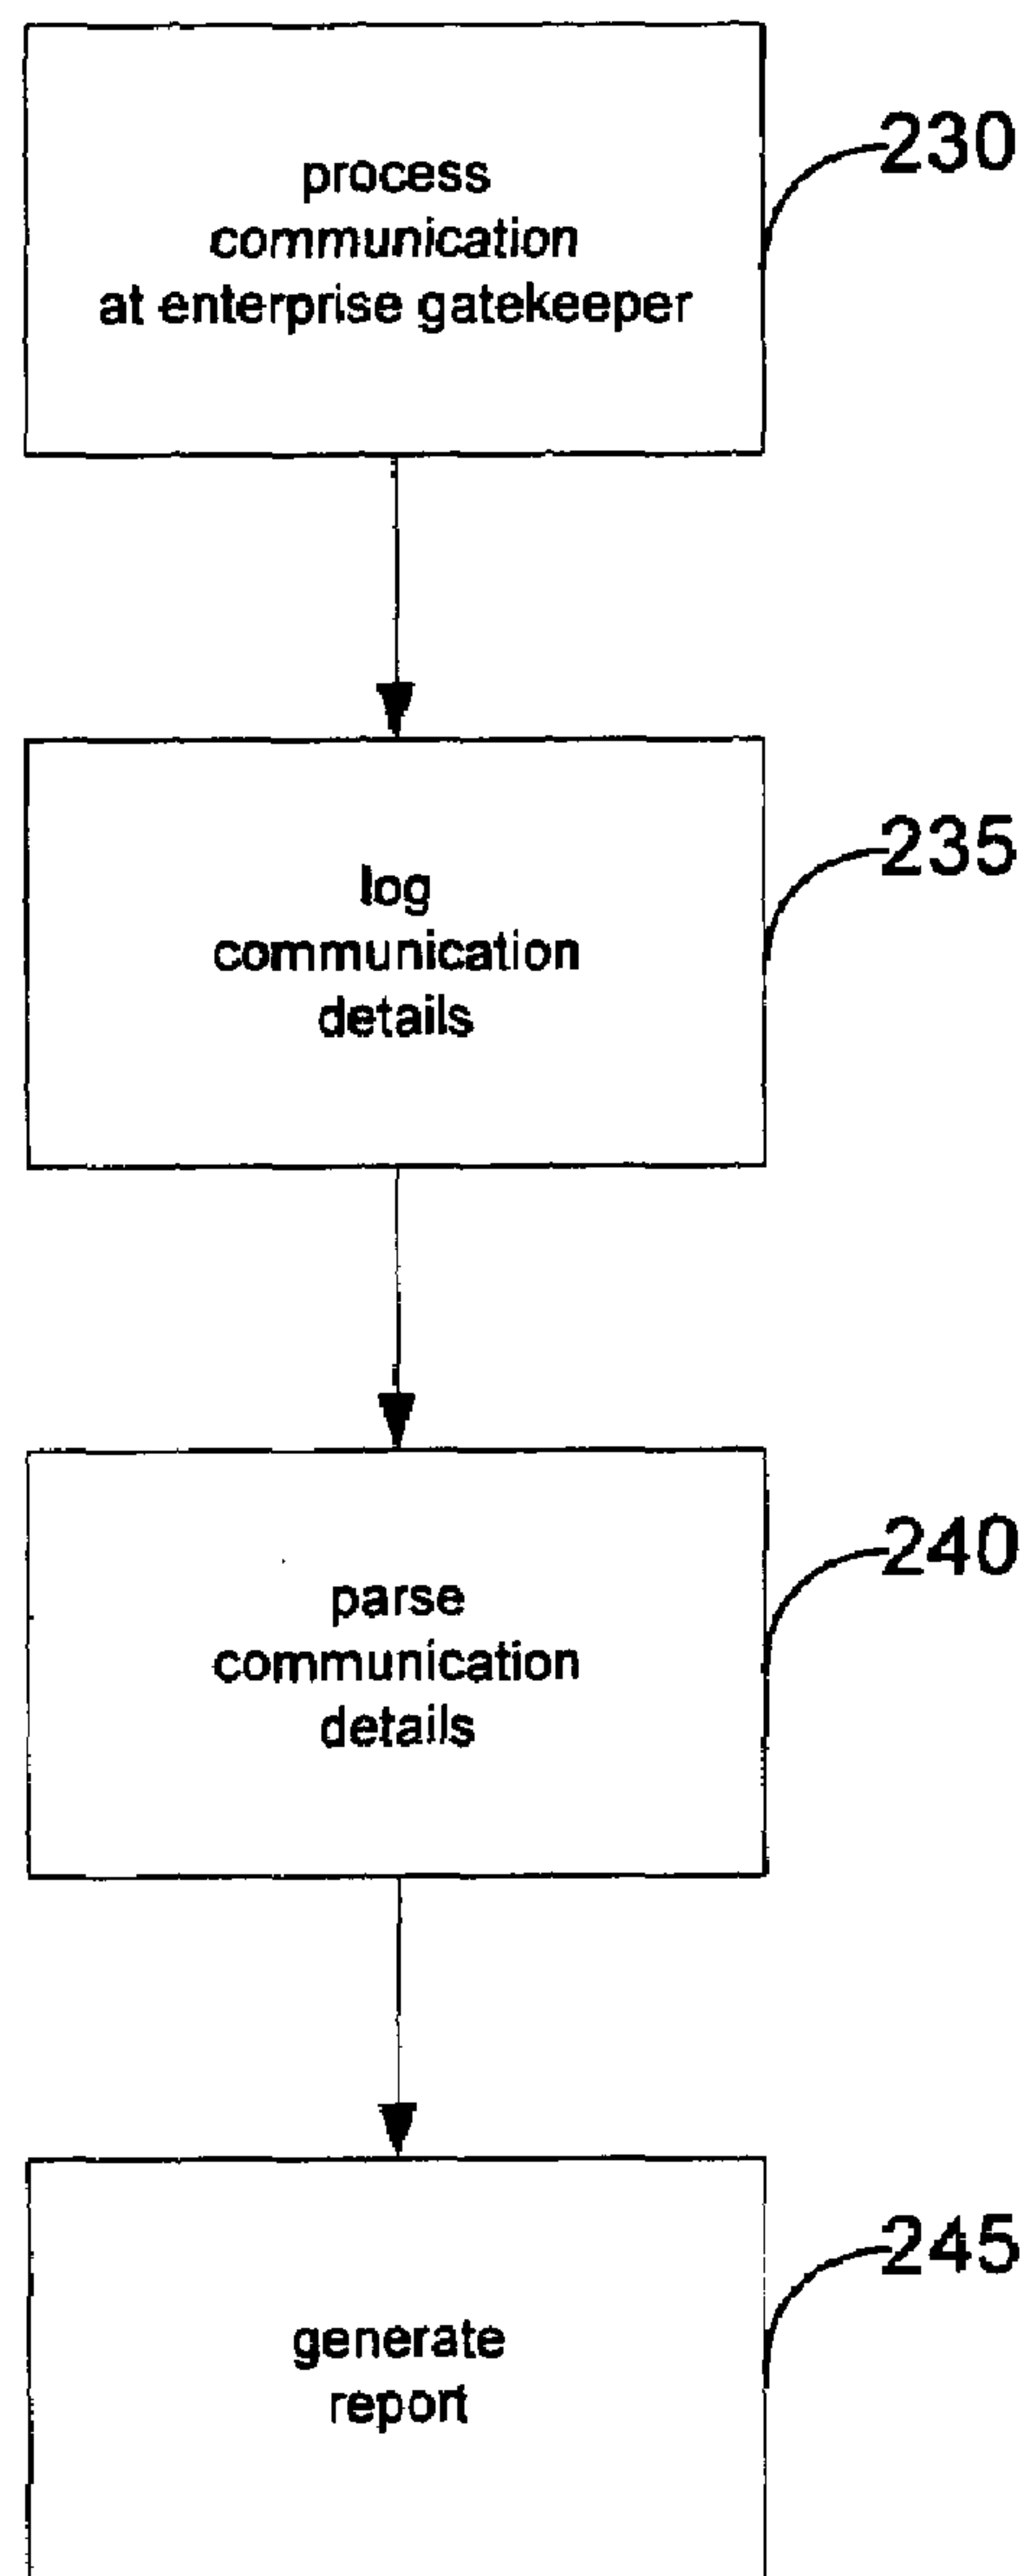 process
communication
at enterprise gatekeeper
230
log
communication
details
235
parse
communication
details
240
generate
report
245